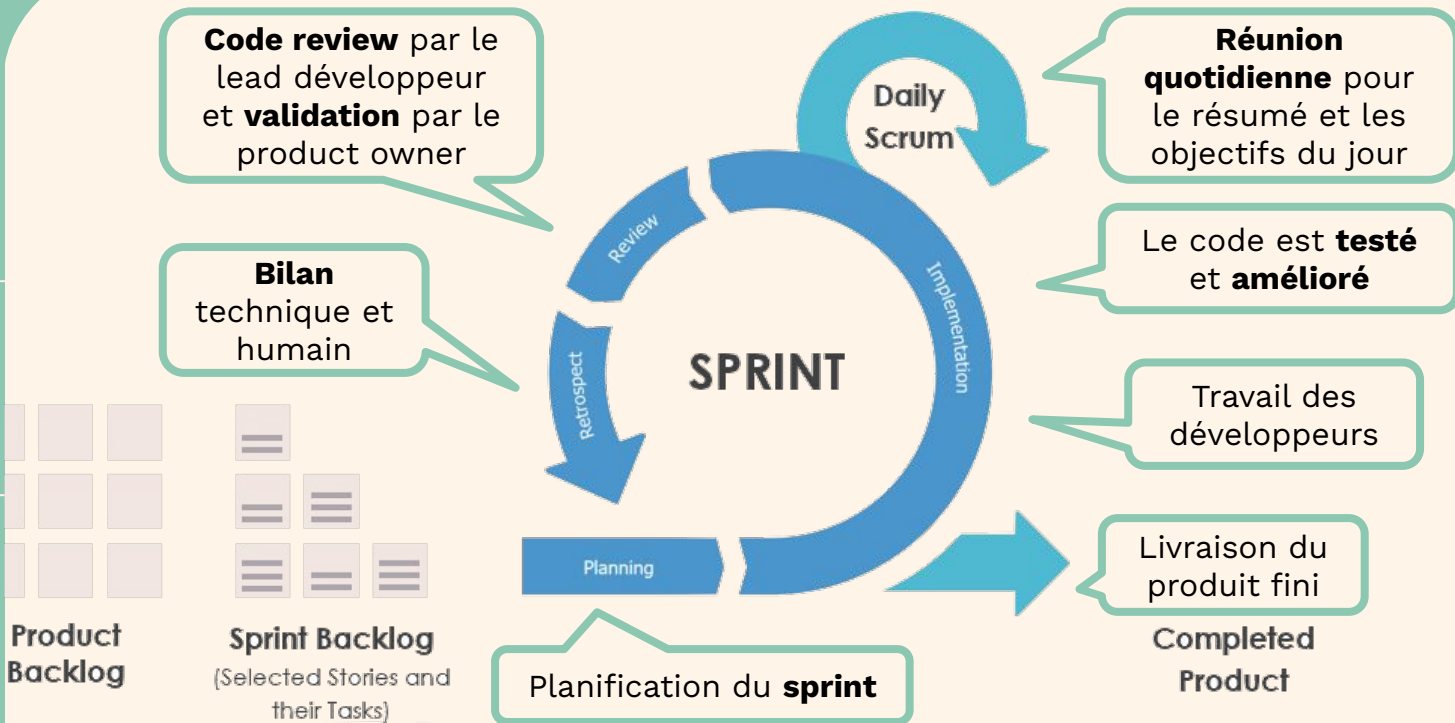 Code review par le
lead développeur
et validation par le
product owner
Daily
Scrum
Réunion
quotidienne pour
le résumé et les
objectifs du jour
Review
Implementation
Le code est testé
et amélioré
Bilan
technique et
humain
Retrospect
SPRINT
Travail des
développeurs
Planning
Livraison du
produit fini
Product
Backlog
Sprint Backlog
(Selected Stories and
their Tasks)
Planification du sprint
Completed
Product